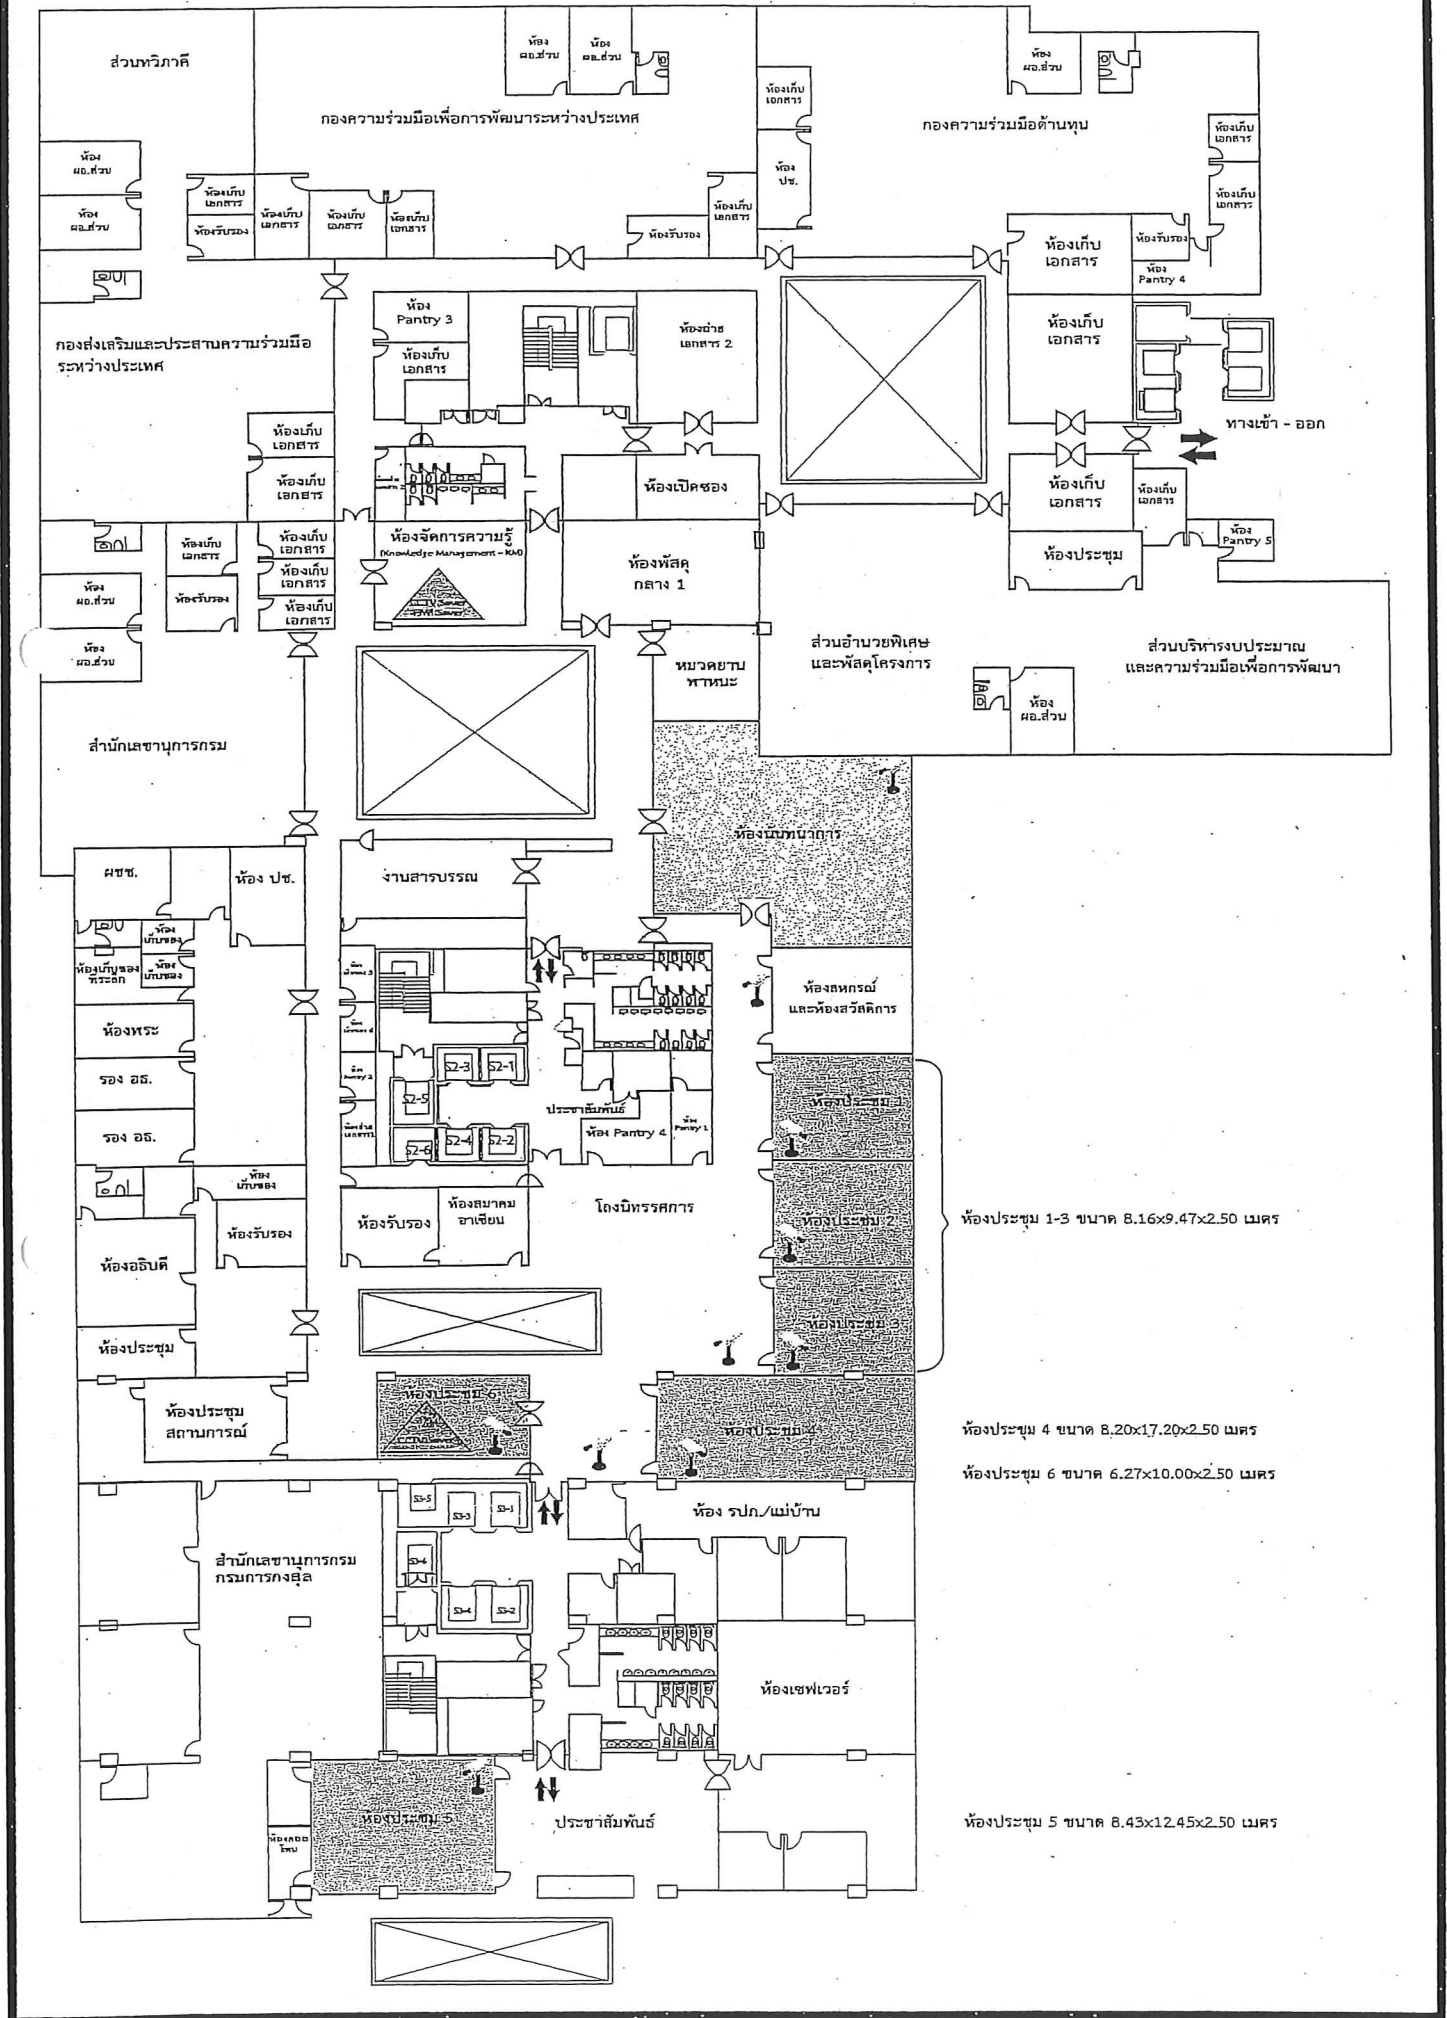 ส่วนทวิภาคี
ห้อง
ผอ.ส่วน
ห้อง
ผอ.ส่วน
ห้อง
ผอ.ส่วน
กองความร่วมมือเพื่อการพัฒนาระหว่างประเทศ
ห้องเก็บ
เอกสาร
กองความร่วมมือด้านทุน
ห้องเก็บ
เอกสาร
ห้อง
ผอ.ส่วน
ห้อง
ปช.
ห้อง
ผอ.ส่วน
ห้องเก็บ
เอกสาร
ห้องเก็บ
เอกสาร
ห้องเก็บ
เอกสาร
ห้องเก็บ
เอกสาร
ห้องเก็บ
เอกสาร
ห้องเก็บ
เอกสาร
ห้องรับรอง
ห้องรับรอง
ห้องเก็บ
เอกสาร
ห้องรับรอง
ห้อง
Pantry 4
ห้อง
Pantry 3
ห้องถ่าย
เอกสาร 2
ห้องเก็บ
เอกสาร
กองส่งเสริมและประสานความร่วมมือ
ระหว่างประเทศ
ห้องเก็บ
เอกสาร
ทางเข้า - ออก
ห้องเก็บ
เอกสาร
ห้องเก็บ
เอกสาร
ห้องเปิดซอง
ห้องเก็บ
เอกสาร
ห้องเก็บ
เอกสาร
ห้องเก็บ
เอกสาร
ห้องเก็บ
เอกสาร
ห้องจัดการความรู้
(Knowledge Management - KM)
ห้อง
Pantry 5
ห้องประชุม
ห้องเก็บ
เอกสาร
ห้องพัสดุ
กลาง 1
ห้อง
ผอ.ส่วน
ห้องรับรอง
ห้องเก็บ
เอกสาร
ห้อง
ผอ.ส่วน
หมวดยาน
พาหนะ
ส่วนอำนวยพิเศษ
และพัสดุโครงการ
ส่วนบริหารงบประมาณ
และความร่วมมือเพื่อการพัฒนา
ห้อง
ผอ.ส่วน
สำนักเลขานุการกรม
ห้องนันทนาการ
ผชช.
ห้อง ปช.
งานสารบรรณ
ห้อง
เก็บของ
ห้องเก็บของ
ที่ระลึก
ห้อง
เก็บของ
ห้องสหกรณ์
และห้องสวัสดิการ
ห้องพระ
S2-3
S2-1
รอง อธ.
S2-5
ห้องประชุม 1
ประชาสัมพันธ์
ห้อง Pantry 4
ห้อง
Pantry 1
รอง อธ.
S2-6
S2-4
S2-2
ห้อง
เก็บของ
ห้องรับรอง
ห้องรับรอง
ห้องสมาคม
อาเซียน
โถงนิทรรศการ
ห้องประชุม 2
ห้องประชุม 1-3 ขนาด 8.16x9.47x2.50 เมตร
ห้องอธิบดี
ห้องประชุม 3
ห้องประชุม
ห้องประชุม
สถานการณ์
ห้องประชุม 6
ห้องประชุม 4
ห้องประชุม 4 ขนาด 8.20x17.20x2.50 เมตร
ห้องประชุม 6 ขนาด 6.27x10.00x2.50 เมตร
S3-5
S3-3
S3-1
ห้อง รปภ./แม่บ้าน
สำนักเลขานุการกรม
กรมการกงสุล
S3-6
S3-4
S3-2
ห้องเซฟเวอร์
ห้องประชุม 5
ประชาสัมพันธ์
ห้องประชุม 5 ขนาด 8.43x12.45x2.50 เมตร